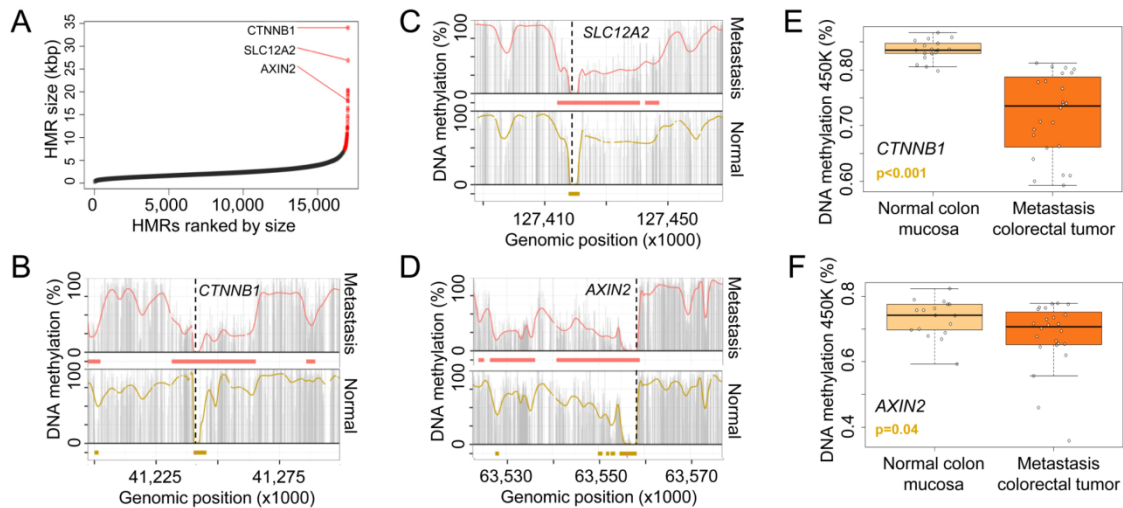 A
HMR size (kbp)
35
25
20
15
10
5
0
CTNNB1
SLC12A2
AXIN2
0
5,000
10,000
15,000
HMRs ranked by size
B
DNA methylation (%)
100
0
100
0
CTNNB1
Metastasis
Normal
41,225
41,275
Genomic position (x1000)
C
DNA methylation (%)
100
0
100
0
SLC12A2
Metastasis
Normal
127,410
127,450
Genomic position (x1000)
D
DNA methylation (%)
100
0
100
0
AXIN2
Metastasis
Normal
63,530
63,550
63,570
Genomic position (x1000)
E
DNA methylation 450K (%)
0.80
0.70
0.60
CTNNB1
p<0.001
Normal colon
mucosa
Metastasis
colorectal tumor
F
DNA methylation 450K (%)
0.8
0.6
0.4
AXIN2
p=0.04
Normal colon
mucosa
Metastasis
colorectal tumor